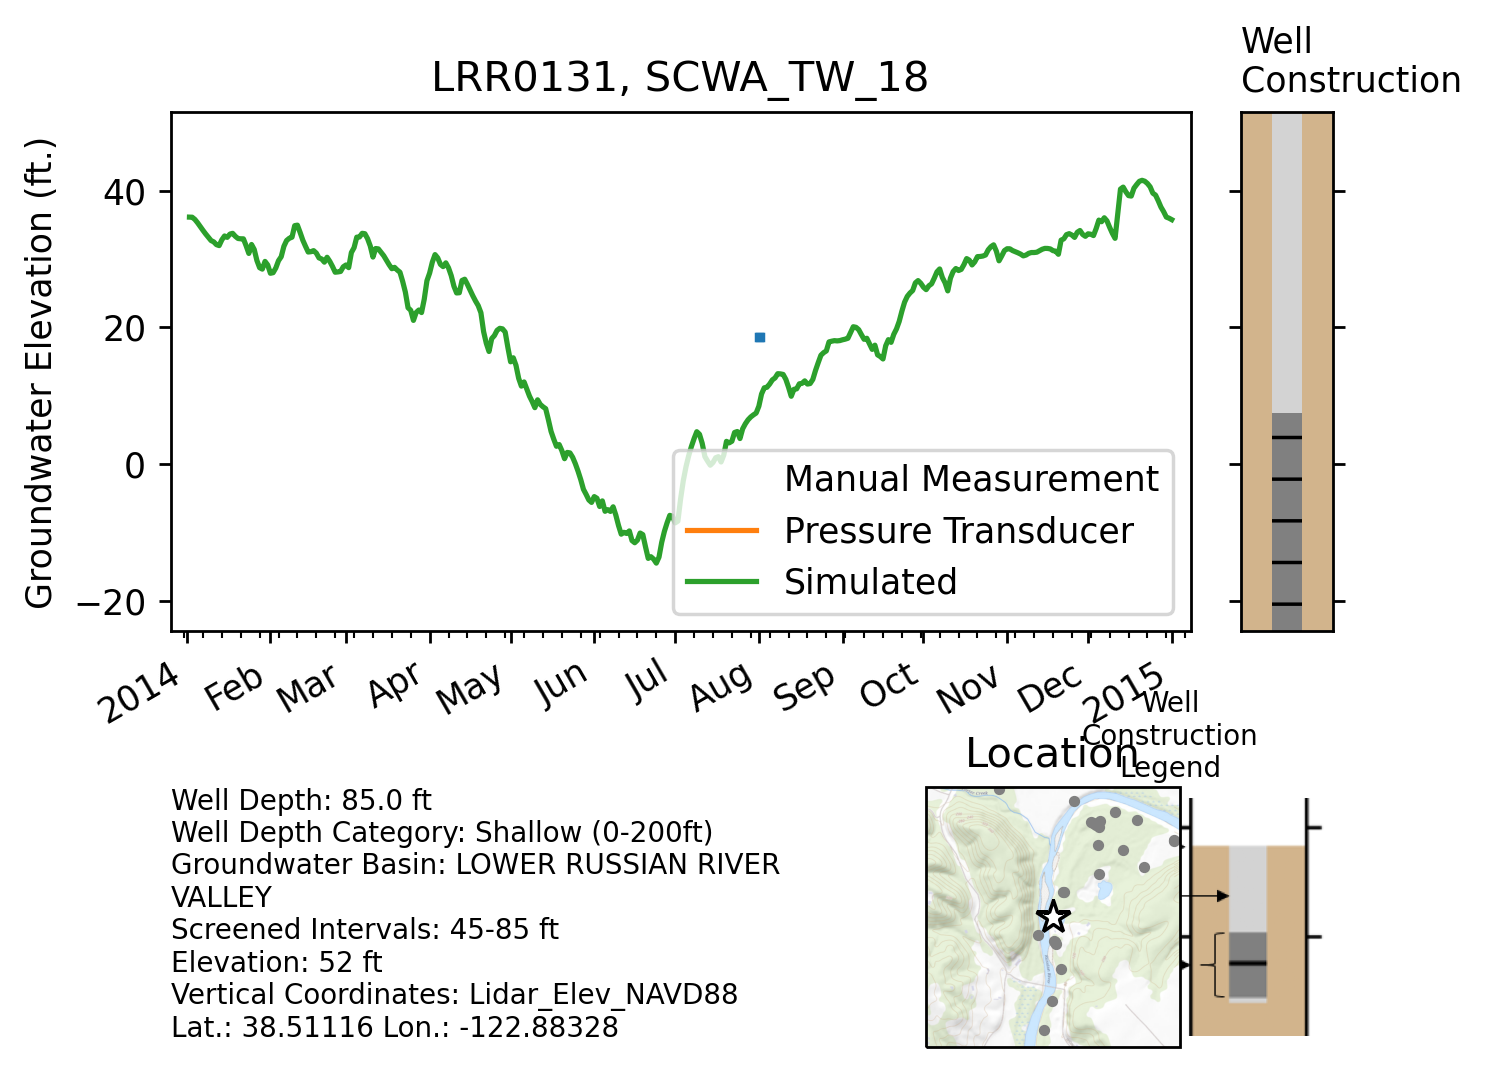 Well
Construction
LRR0131, SCWA_TW_18
Groundwater Elevation (ft.)
40
20
0
−20
Manual Measurement
Pressure Transducer
Simulated
2014
Feb
Mar
Apr
May
Jun
Jul
Aug
Sep
Oct
Nov
Dec
2015
Well
Construction
Legend
Location
Well Depth: 85.0 ft
Well Depth Category: Shallow (0-200ft)
Groundwater Basin: LOWER RUSSIAN RIVER
VALLEY
Screened Intervals: 45-85 ft
Elevation: 52 ft
Vertical Coordinates: Lidar_Elev_NAVD88
Lat.: 38.51116 Lon.: -122.88328